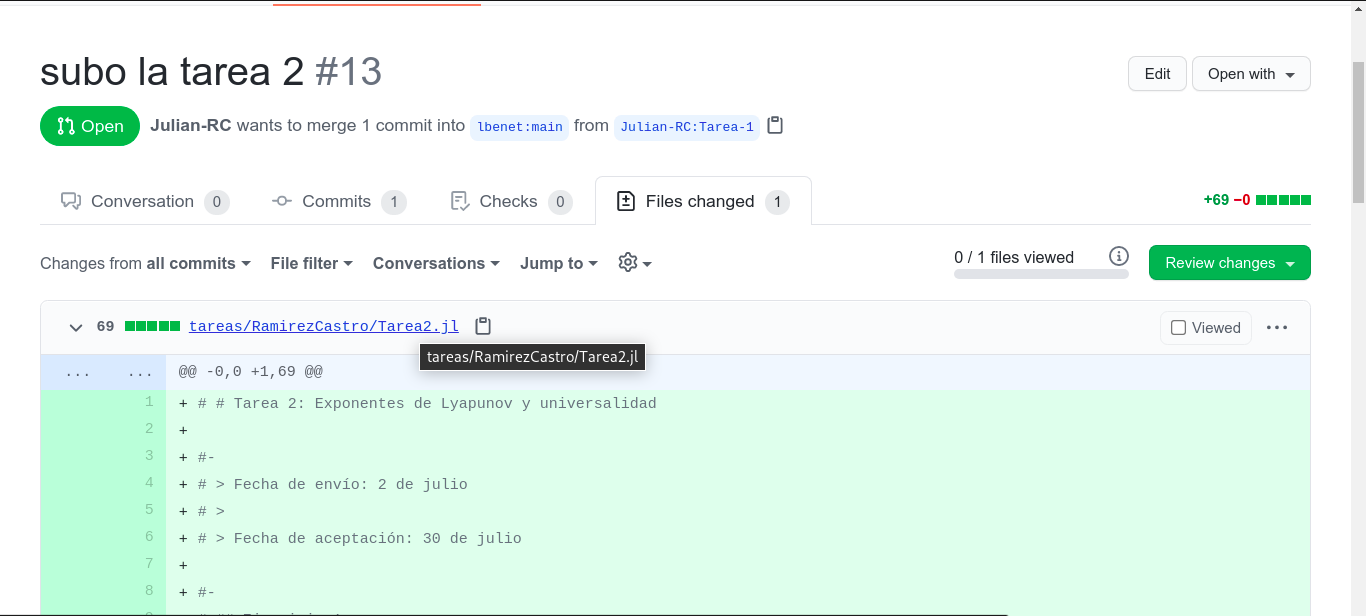 subo la tarea 2 #13
Edit
Open with
Open
Julian-RC wants to merge 1 commit into lbenet:main from Julian-RC:Tarea-1
Conversation 0
Commits 1
Checks 0
Files changed 1
+69 −0
Changes from all commits
File filter
Conversations
Jump to
0 / 1 files viewed
Review changes
69 tareas/RamirezCastro/Tarea2.jl
Viewed
tareas/RamirezCastro/Tarea2.jl
... ... @@ -0,0 +1,69 @@
1 + # # Tarea 2: Exponentes de Lyapunov y universalidad
2 +
3 + #-
4 + # > Fecha de envío: 2 de julio
5 + # >
6 + # > Fecha de aceptación: 30 de julio
7 +
8 + #-